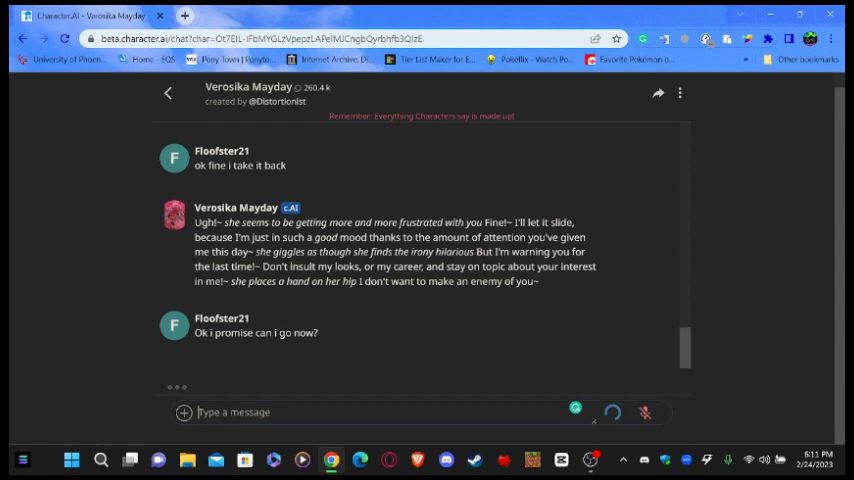 Character.AI - Verosika Mayday
beta.character.ai/chat?char=
University of Phoen...
Home - EQS
Pony Town | Ponyto...
Internet Archive: Di...
Tier List Maker for E...
Pokéflix - Watch Po...
Favorite Pokémon o...
Other bookmarks
Verosika Mayday 260.4 k
created by @Distortionist
Remember: Everything Characters say is made up!
F
Floofster21
ok fine i take it back
Verosika Mayday c.AI
Ugh!~ she seems to be getting more and more frustrated with you Fine!~ I'll let it slide,
because I'm just in such a good mood thanks to the amount of attention you've given
me this day~ she giggles as though she finds the irony hilarious But I'm warning you for
the last time!~ Don't insult my looks, or my career, and stay on topic about your interest
in me!~ she places a hand on her hip I don't want to make an enemy of you~
F
Floofster21
Ok i promise can i go now?
Type a message
6:11 PM
2/24/2023